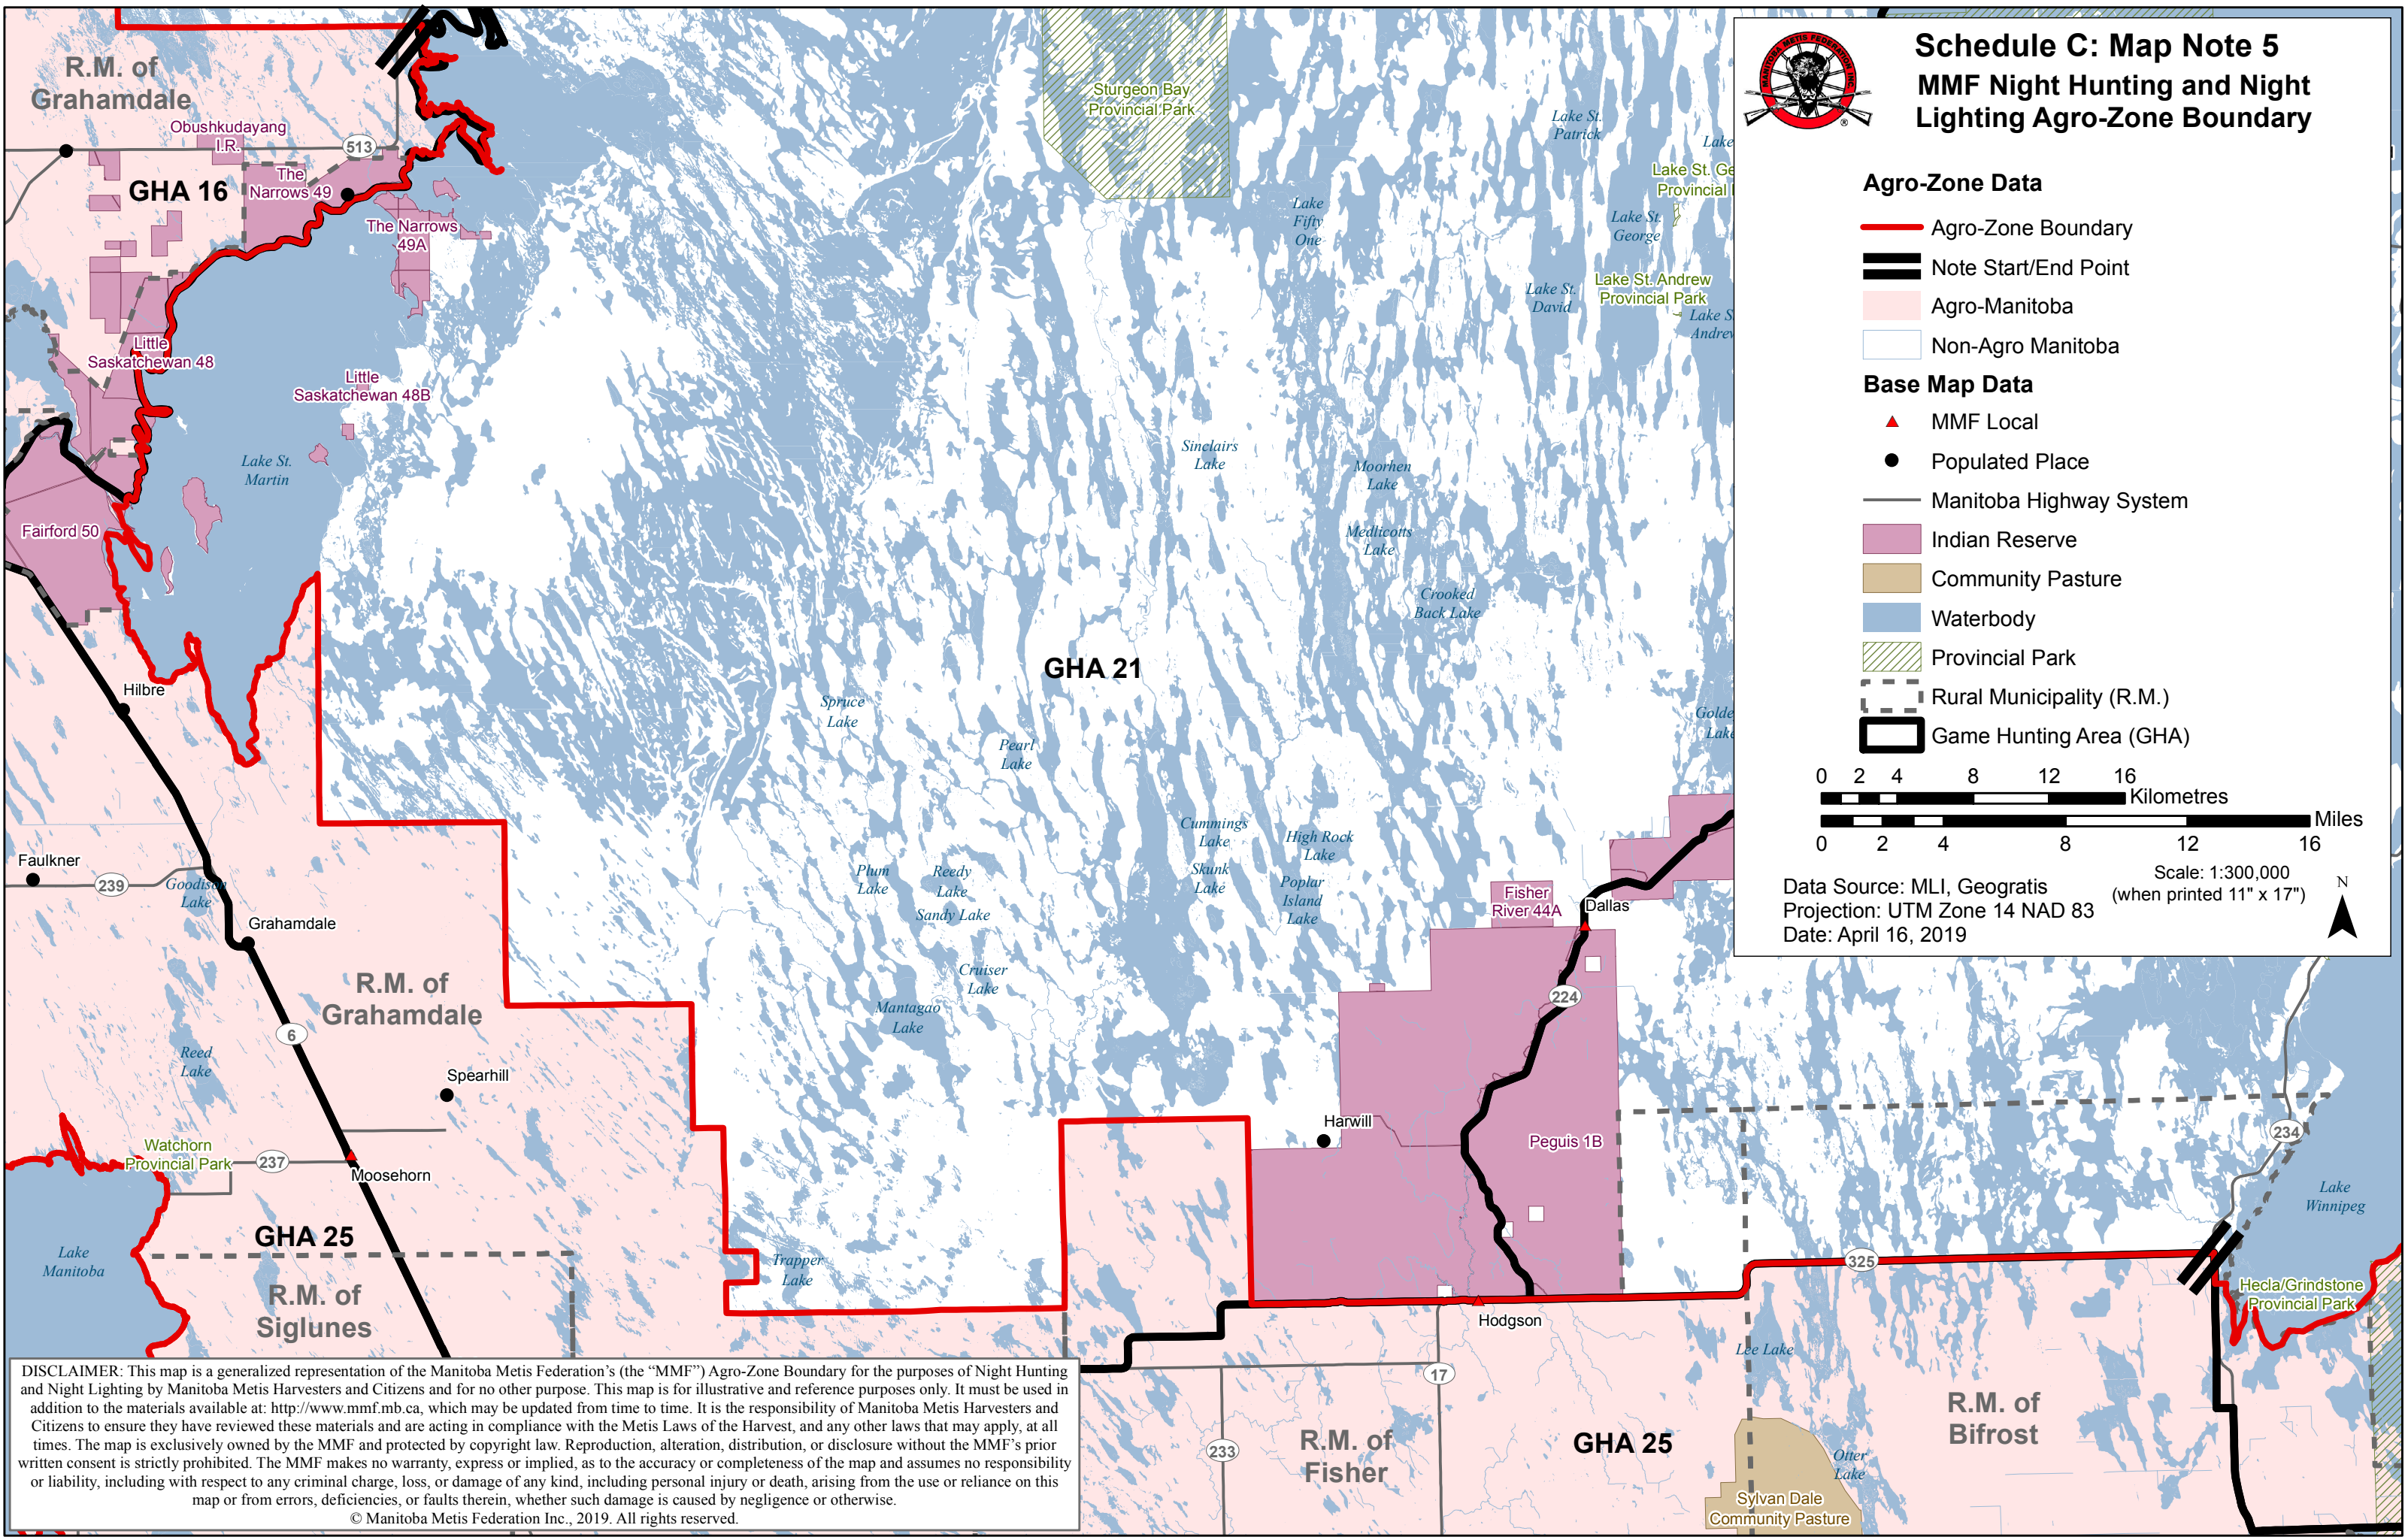 Schedule C: Map Note 5
MMF Night Hunting and Night
Lighting Agro-Zone Boundary
MANITOBA METIS FEDERATION INC.
®
Agro-Zone Data
Agro-Zone Boundary
Note Start/End Point
Agro-Manitoba
Non-Agro Manitoba
Base Map Data
MMF Local
Populated Place
Manitoba Highway System
Indian Reserve
Community Pasture
Waterbody
Provincial Park
Rural Municipality (R.M.)
Game Hunting Area (GHA)
0 2 4 8 12 16
Kilometres
Miles
0 2 4 8 12 16
Scale: 1:300,000
(when printed 11" x 17")
Data Source: MLI, Geogratis
Projection: UTM Zone 14 NAD 83
Date: April 16, 2019
N
R.M. of
Grahamdale
Obushkudayang
I.R.
513
The
Narrows 49
GHA 16
The Narrows
49A
Little
Saskatchewan 48
Little
Saskatchewan 48B
Lake St.
Martin
Fairford 50
Hilbre
Faulkner
239
Goodison
Lake
Grahamdale
R.M. of
Grahamdale
6
Reed
Lake
Spearhill
Watchorn
Provincial Park
237
Moosehorn
GHA 25
Lake
Manitoba
R.M. of
Siglunes
Sturgeon Bay
Provincial Park
Lake St.
Patrick
Lake
Lake St. Ge
Provincial
Lake
Fifty
One
Lake St.
George
Lake St. Andrew
Provincial Park
Lake St.
David
Lake S
Andrew
Sinclairs
Lake
Moorhen
Lake
Medlicotts
Lake
Crooked
Back Lake
GHA 21
Spruce
Lake
Pearl
Lake
Golde
Lake
Cummings
Lake
High Rock
Lake
Plum
Lake
Reedy
Lake
Skunk
Lake
Poplar
Island
Lake
Sandy Lake
Fisher
River 44A
Dallas
Cruiser
Lake
Mantagao
Lake
224
Harwill
Peguis 1B
234
Lake
Winnipeg
Trapper
Lake
325
Hecla/Grindstone
Provincial Park
Hodgson
Lee Lake
17
R.M. of
Bifrost
233
R.M. of
Fisher
GHA 25
Otter
Lake
Sylvan Dale
Community Pasture
DISCLAIMER: This map is a generalized representation of the Manitoba Metis Federation's (the “MMF”) Agro-Zone Boundary for the purposes of Night Hunting
and Night Lighting by Manitoba Metis Harvesters and Citizens and for no other purpose. This map is for illustrative and reference purposes only. It must be used in
addition to the materials available at: http://www.mmf.mb.ca, which may be updated from time to time. It is the responsibility of Manitoba Metis Harvesters and
Citizens to ensure they have reviewed these materials and are acting in compliance with the Metis Laws of the Harvest, and any other laws that may apply, at all
times. The map is exclusively owned by the MMF and protected by copyright law. Reproduction, alteration, distribution, or disclosure without the MMF's prior
written consent is strictly prohibited. The MMF makes no warranty, express or implied, as to the accuracy or completeness of the map and assumes no responsibility
or liability, including with respect to any criminal charge, loss, or damage of any kind, including personal injury or death, arising from the use or reliance on this
map or from errors, deficiencies, or faults therein, whether such damage is caused by negligence or otherwise.
© Manitoba Metis Federation Inc., 2019. All rights reserved.